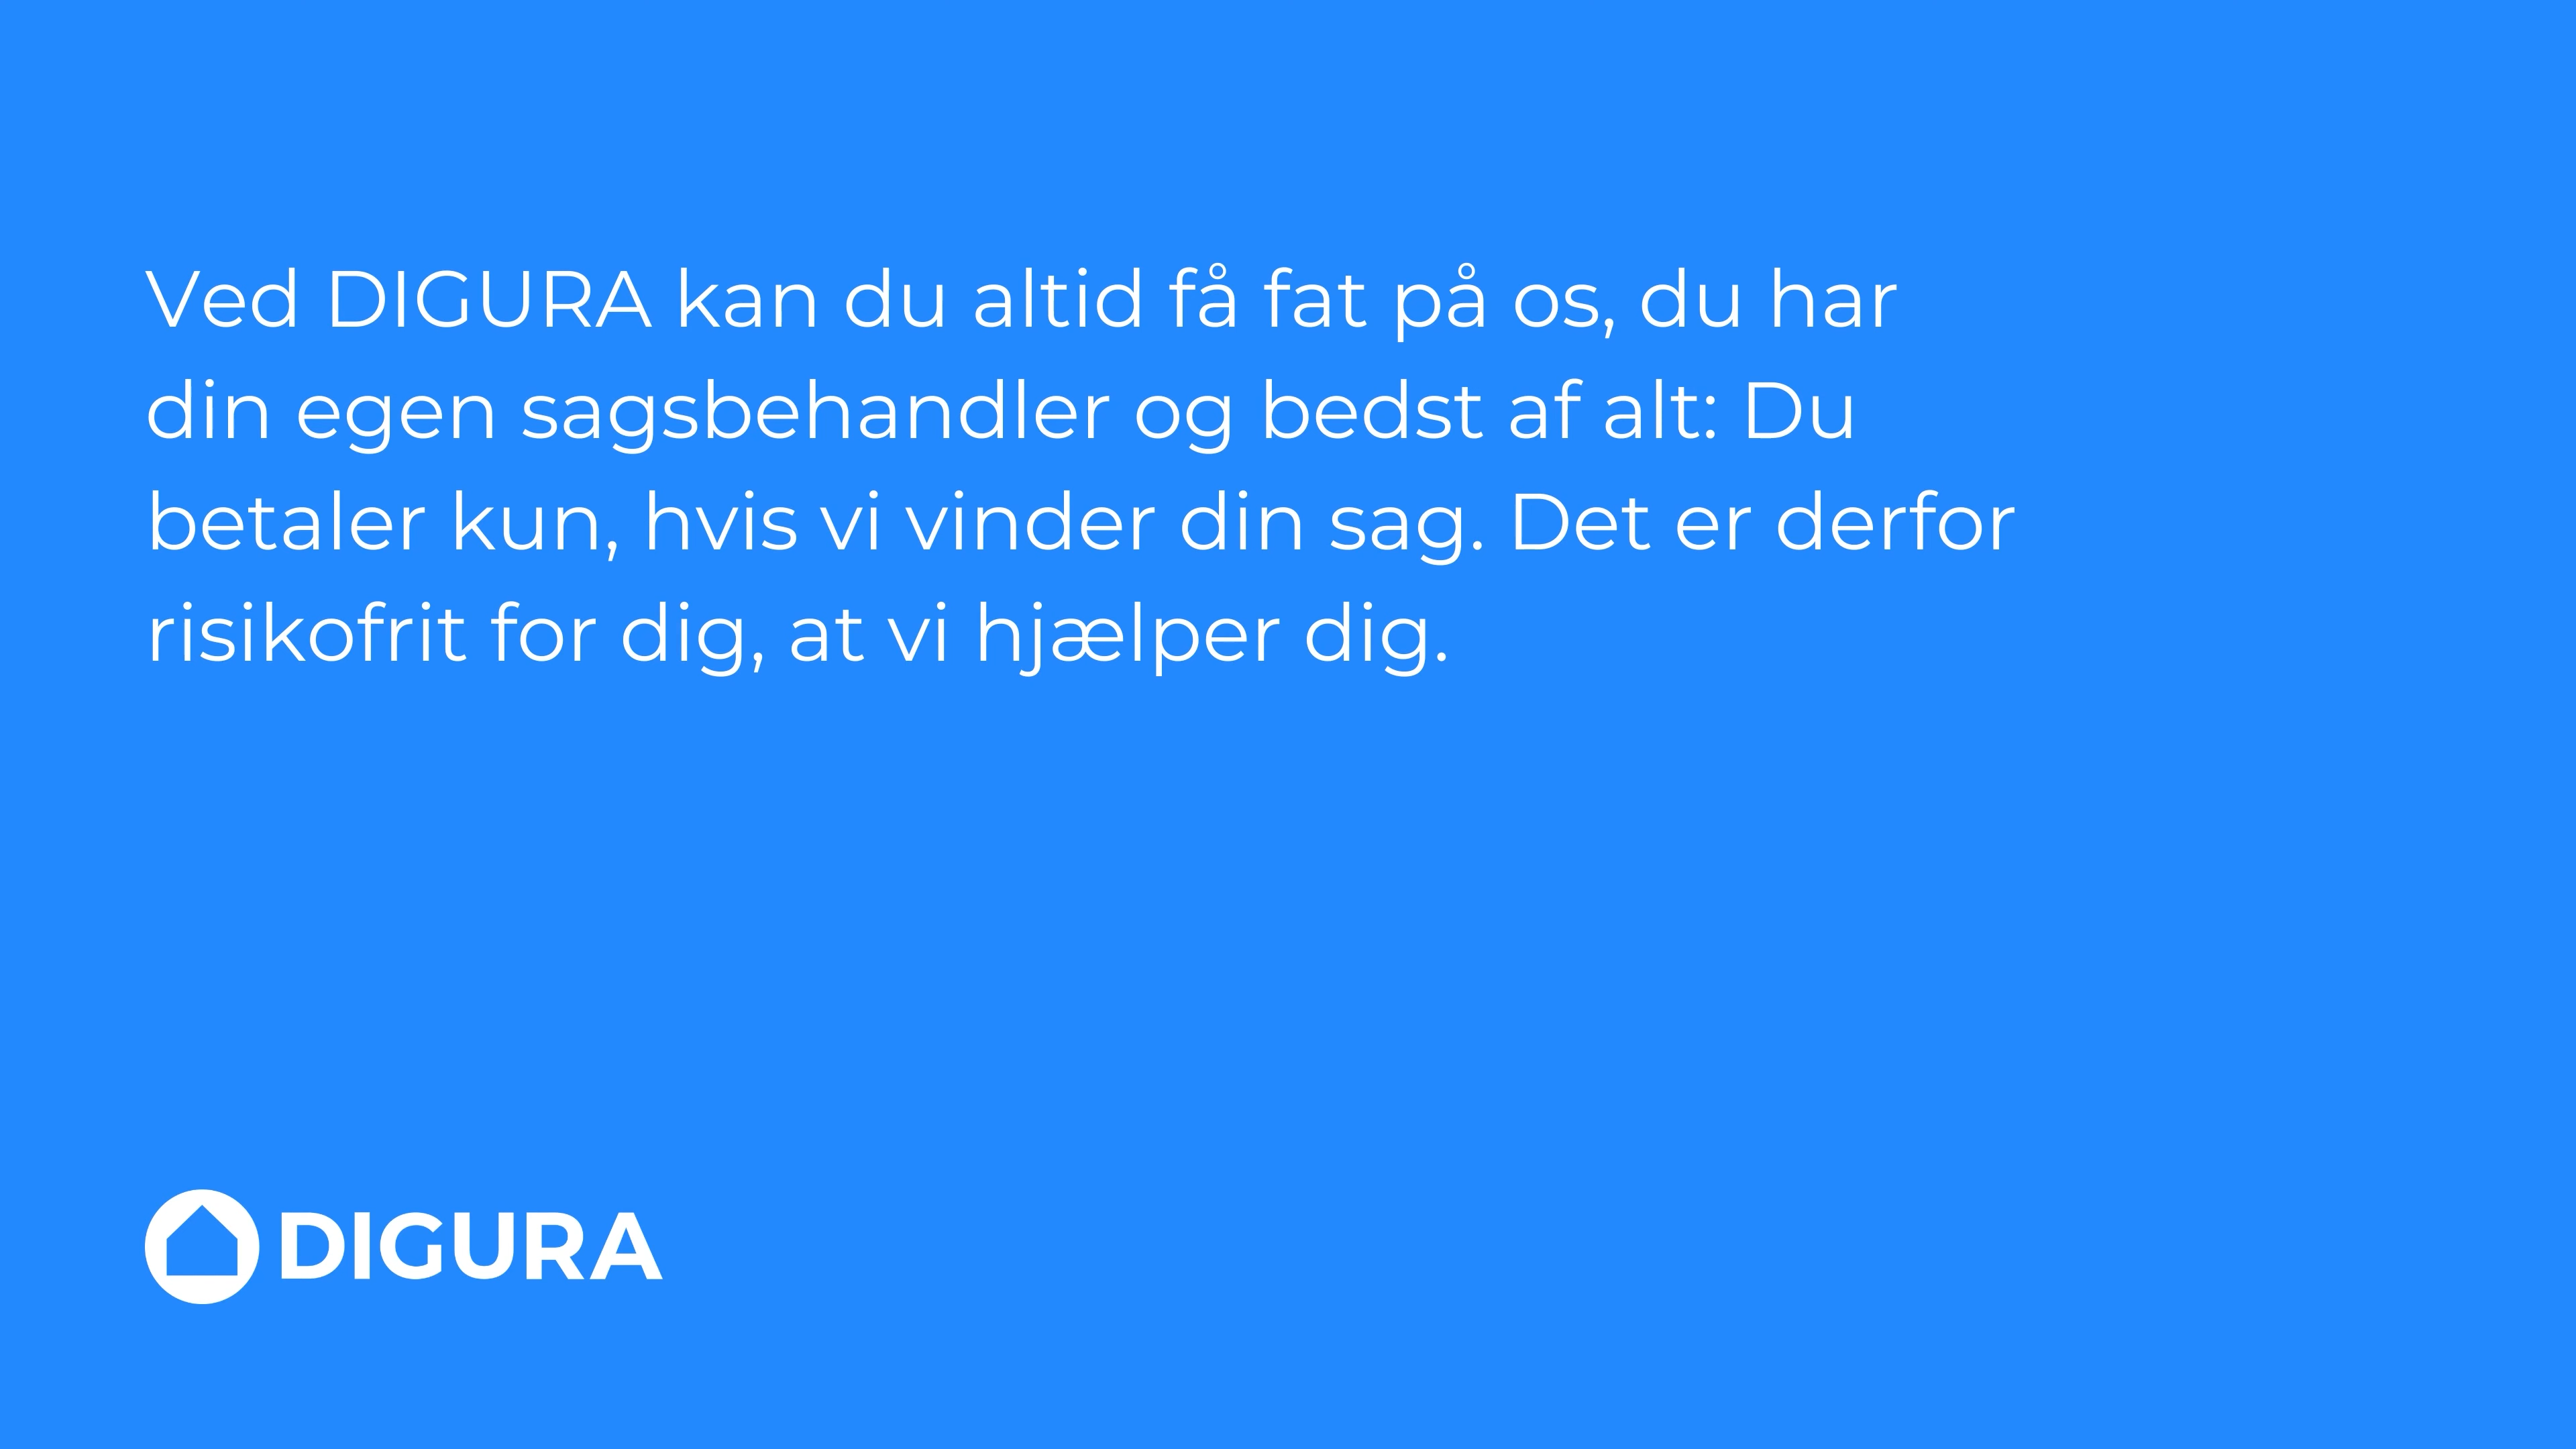 Ved DIGURA kan du altid få fat på os, du har
din egen sagsbehandler og bedst af alt: Du
betaler kun, hvis vi vinder din sag. Det er derfor
risikofrit for dig, at vi hjælper dig.
DIGURA